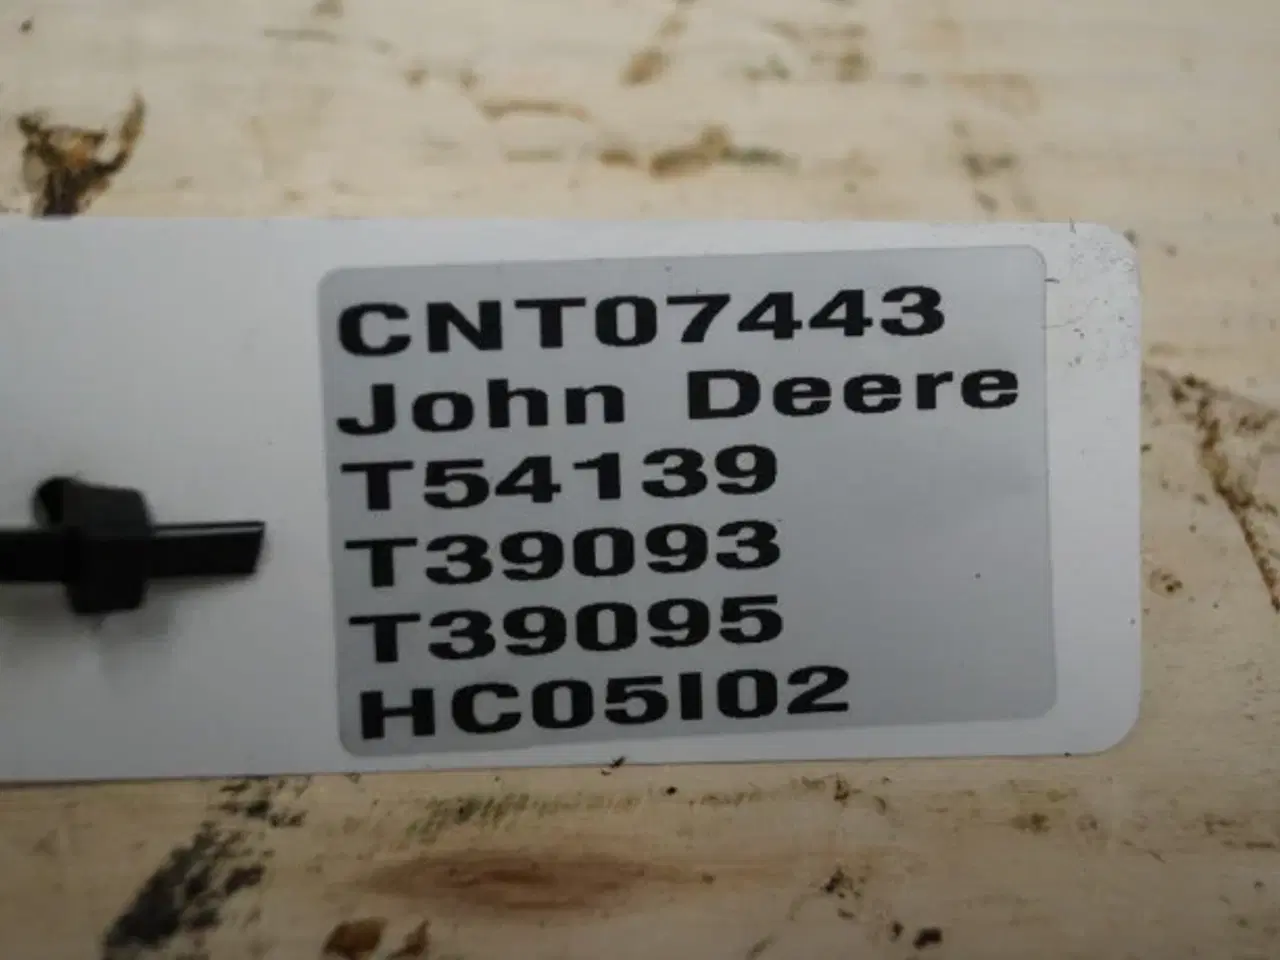 CNT07443
John Deere
T54139
T39093
T39095
HC05I02